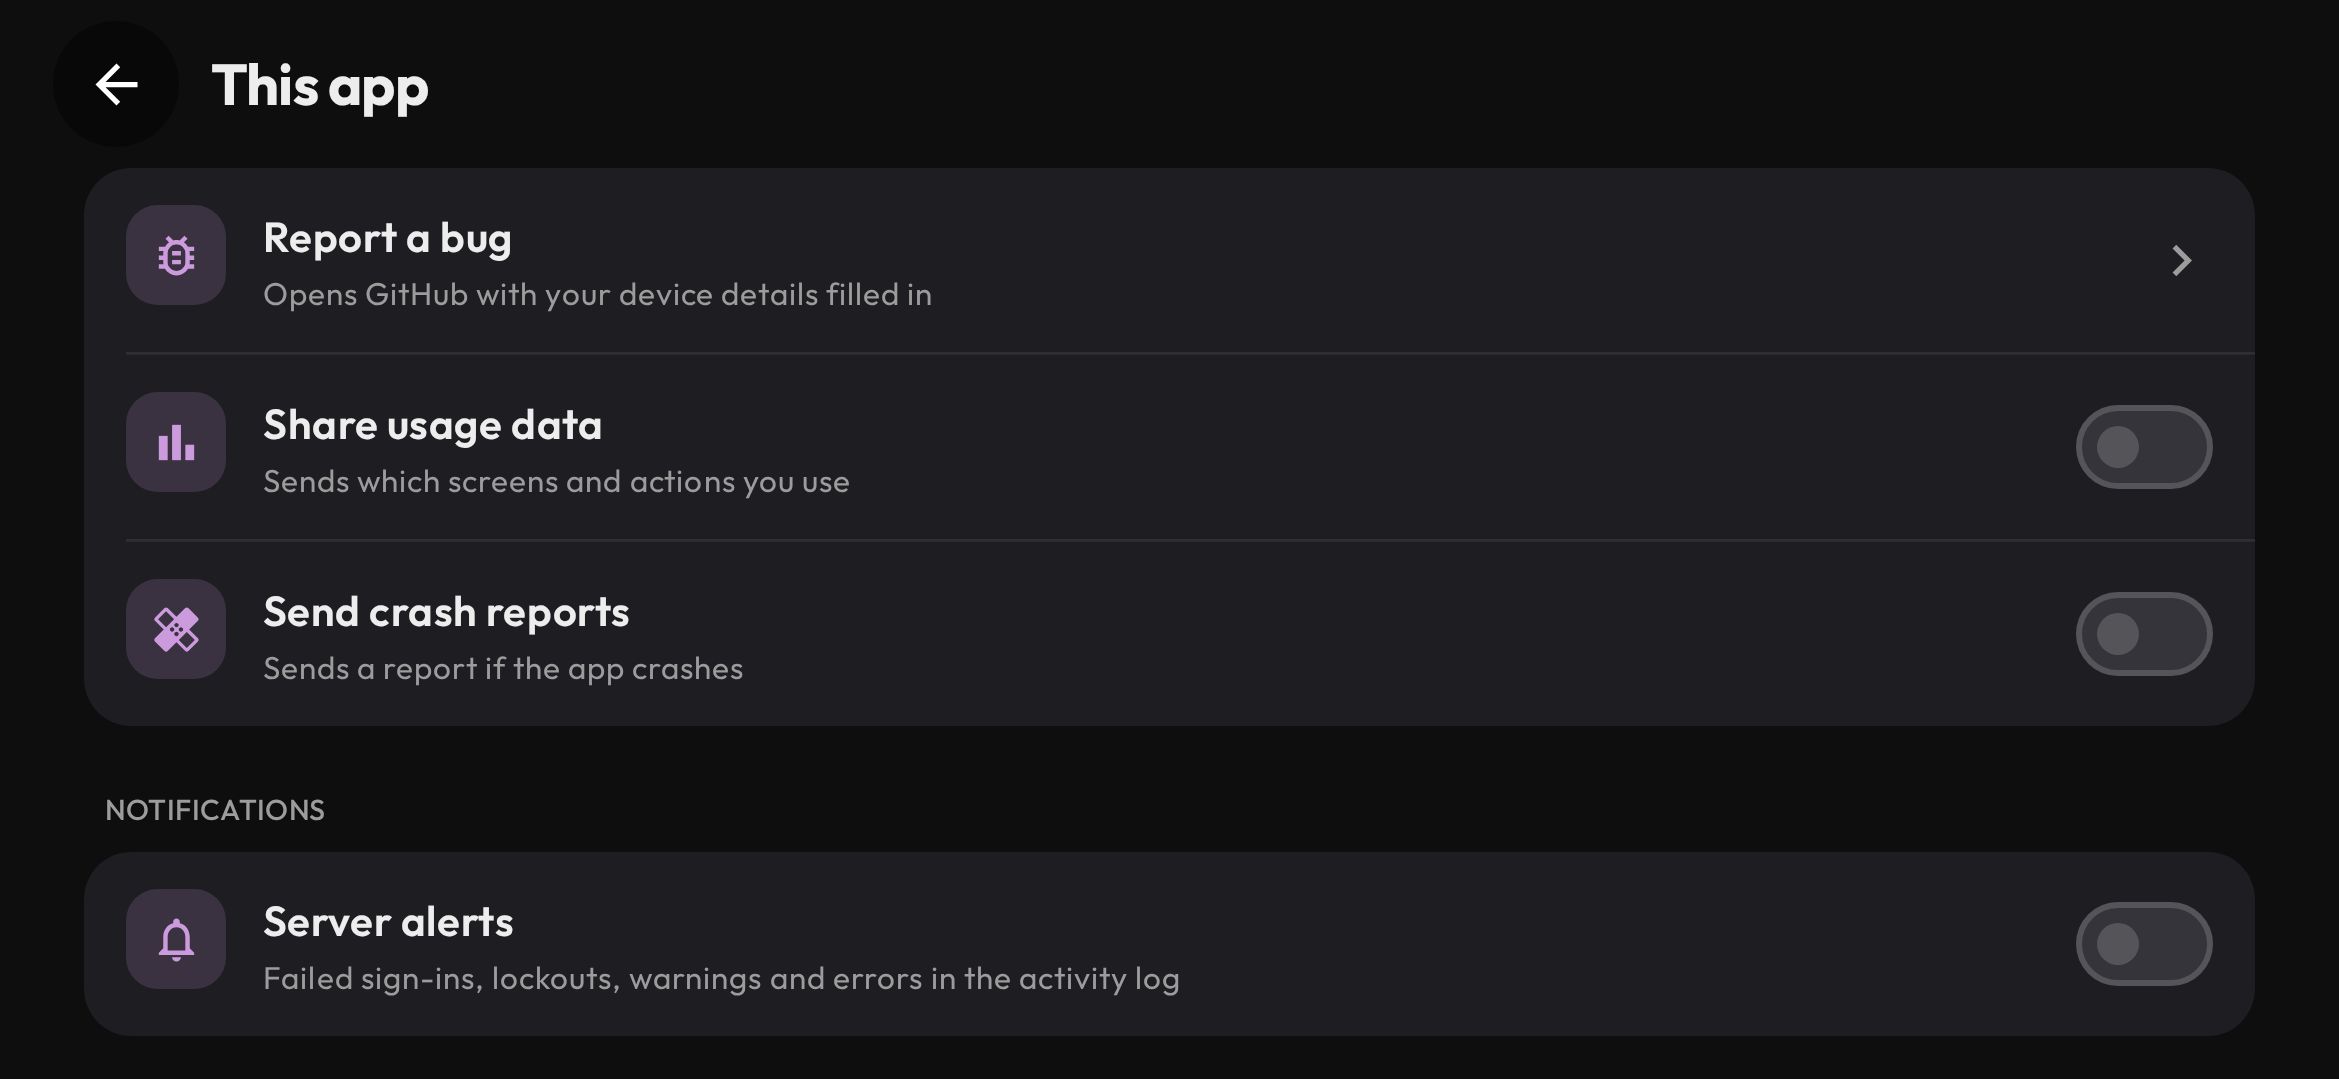 This app
Report a bug
Opens GitHub with your device details filled in
Share usage data
Sends which screens and actions you use
Send crash reports
Sends a report if the app crashes
NOTIFICATIONS
Server alerts
Failed sign-ins, lockouts, warnings and errors in the activity log